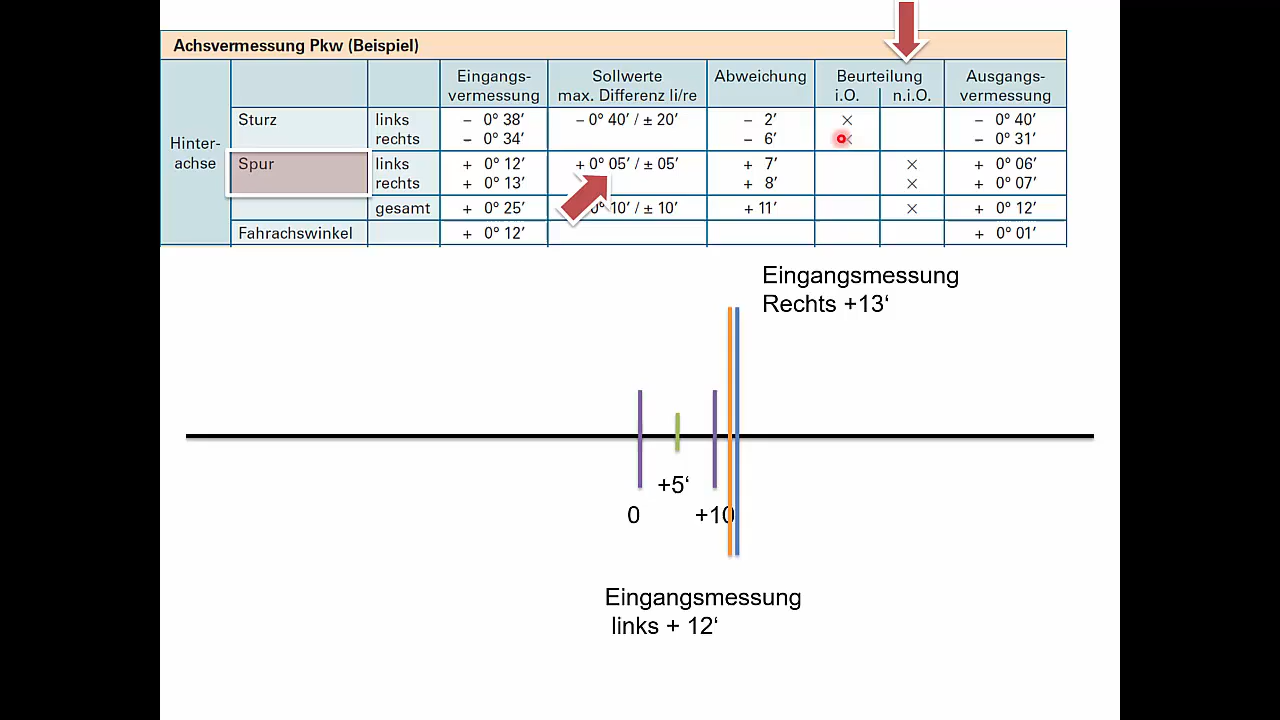 Achsvermessung Pkw (Beispiel)
Eingangs- Sollwerte Abweichung Beurteilung Ausgangs-
vermessung max. Differenz li/re i.O. n.i.O. vermessung
Hinter-
achse
Sturz links – 0° 38′ – 0° 40′ / ± 20′ – 2′ × – 0° 40′
rechts – 0° 34′ – 6′ – 0° 31′
Spur links + 0° 12′ + 0° 05′ / ± 05′ + 7′ × + 0° 06′
rechts + 0° 13′ + 8′ × + 0° 07′
gesamt + 0° 25′ 0° 10′ / ± 10′ + 11′ × + 0° 12′
Fahrachswinkel + 0° 12′ + 0° 01′
Eingangsmessung
Rechts +13‘
+5‘
0 +10
Eingangsmessung
links + 12‘